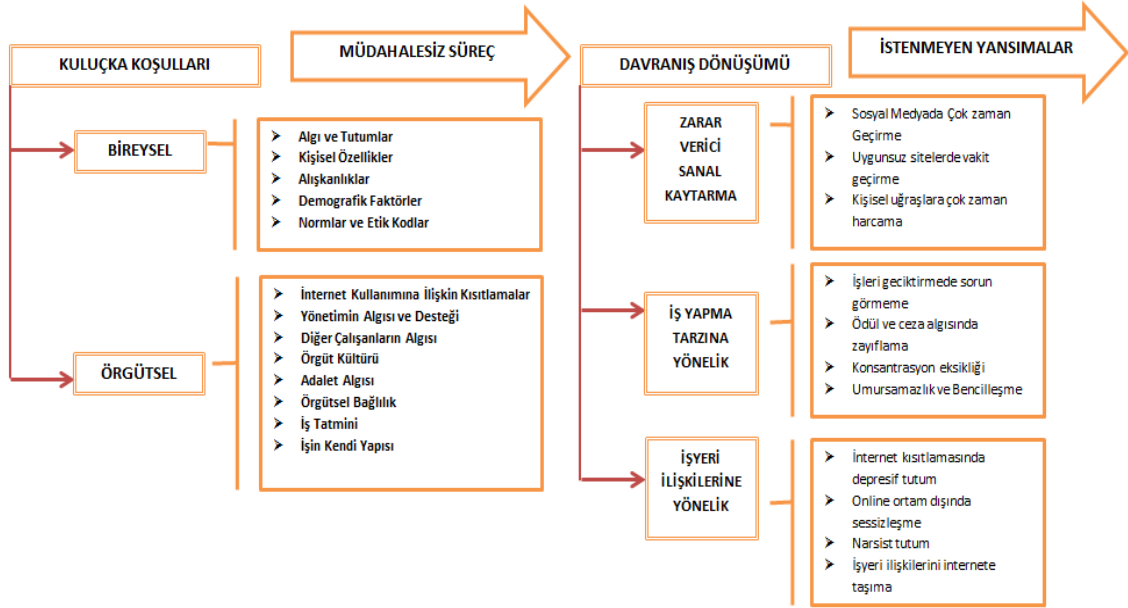 KULUÇKA KOŞULLARI
MÜDAHALESİZ SÜREÇ
BİREYSEL
Algı ve Tutumlar
Kişisel Özellikler
Alışkanlıklar
Demografik Faktörler
Normlar ve Etik Kodlar
ÖRGÜTSEL
İnternet Kullanımına İlişkin Kısıtlamalar
Yönetimin Algısı ve Desteği
Diğer Çalışanların Algısı
Örgüt Kültürü
Adalet Algısı
Örgütsel Bağlılık
İş Tatmini
İşin Kendi Yapısı
DAVRANIŞ DÖNÜŞÜMÜ
İSTENMEYEN YANSIMALAR
ZARAR
VERİCİ
SANAL
KAYTARMA
Sosyal Medyada Çok zaman
Geçirme
Uygunsuz sitelerde vakit
geçirme
Kişisel uğraşlara çok zaman
harcama
İŞ YAPMA
TARZINA
YÖNELİK
İşleri geciktirmede sorun
görmeme
Ödül ve ceza algısında
zayıflama
Konsantrasyon eksikliği
Umursamazlık ve Bencilleşme
İŞYERİ
İLİŞKİLERİNE
YÖNELİK
İnternet kısıtlamasında
depresif tutum
Online ortam dışında
sessizleşme
Narsist tutum
İşyeri ilişkilerini internete
taşıma